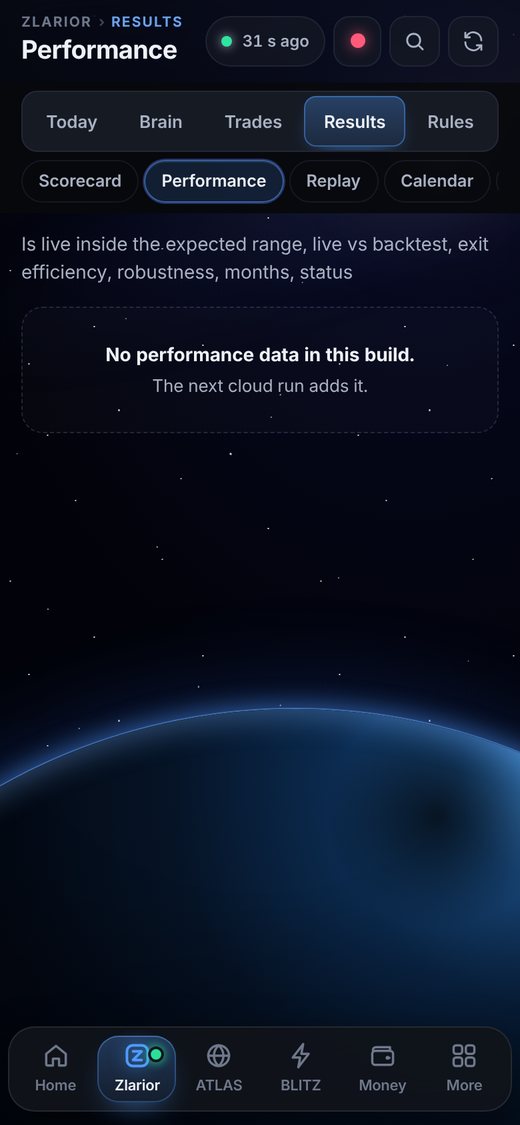 ZLARIOR > RESULTS
Performance
31 s ago
Today
Brain
Trades
Results
Rules
Scorecard
Performance
Replay
Calendar
Is live inside the expected range, live vs backtest, exit
efficiency, robustness, months, status
No performance data in this build.
The next cloud run adds it.
Home
Zlarior
ATLAS
BLITZ
Money
More